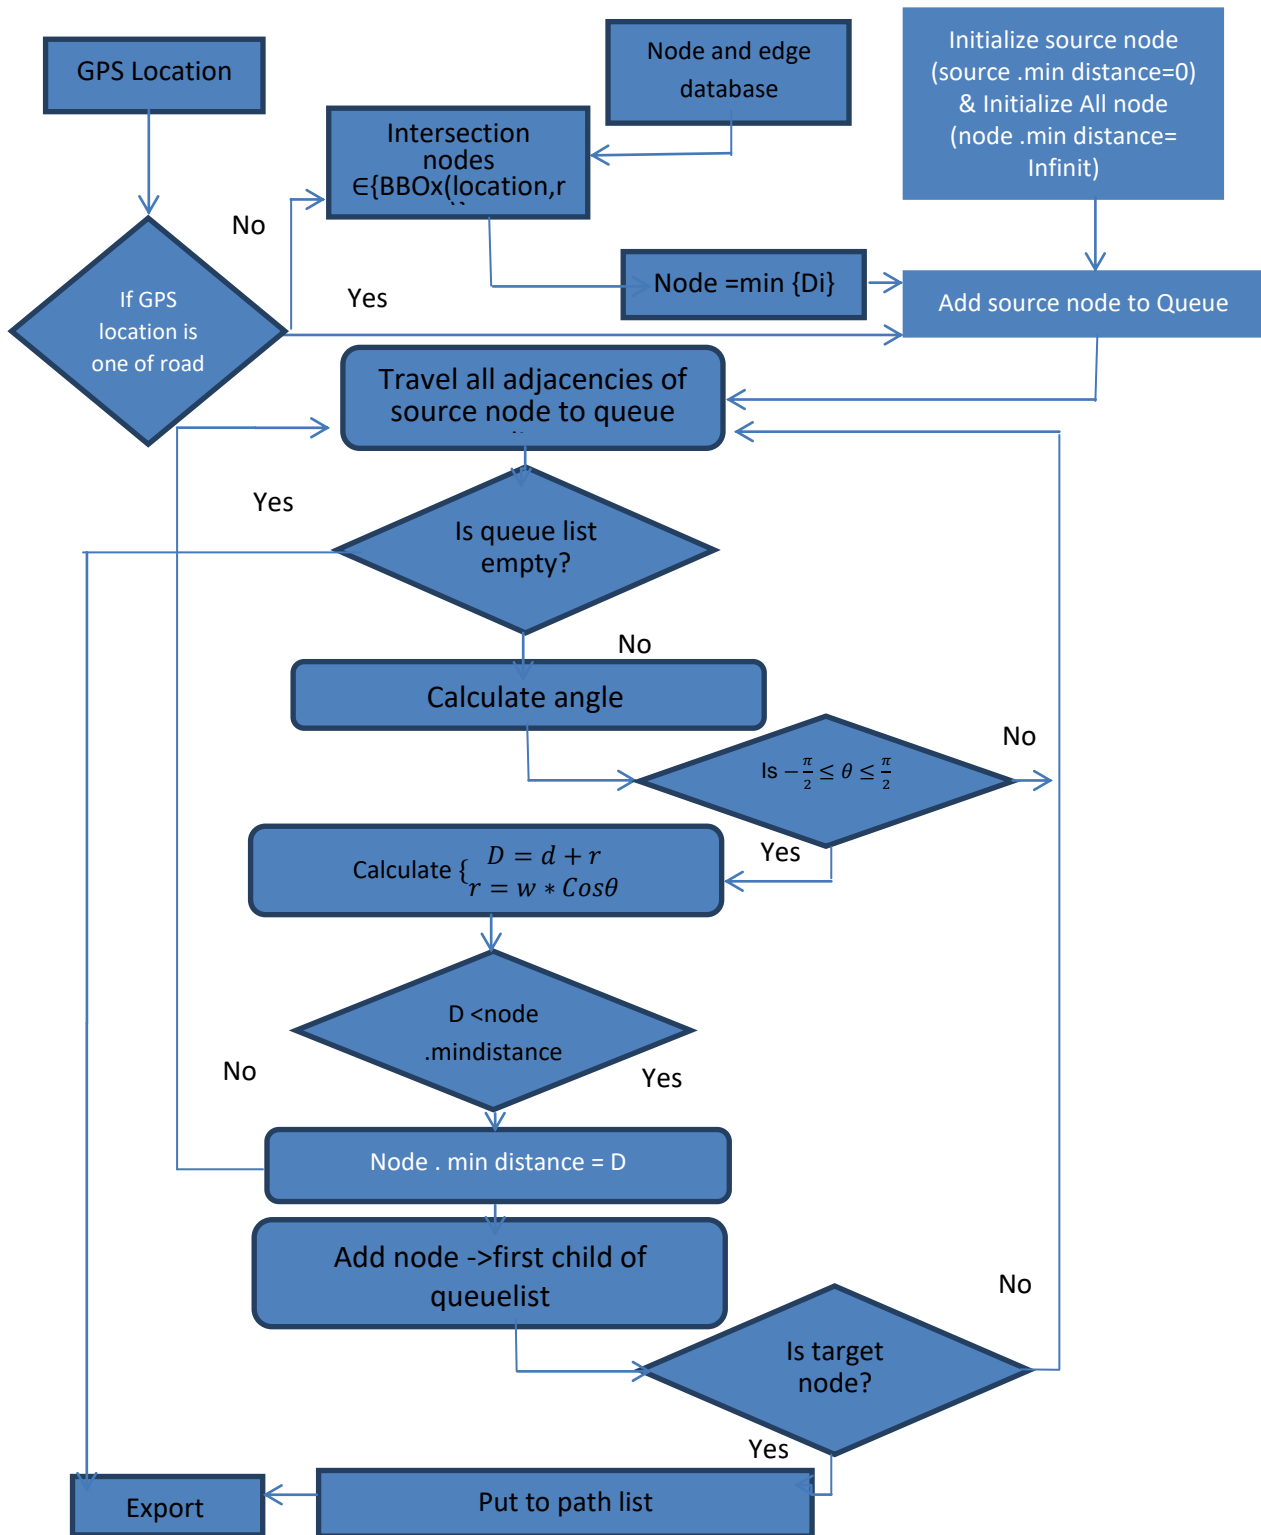 GPS Location
Node and edge
database
Initialize source node
(source .min distance=0)
& Initialize All node
(node .min distance=
Infinit)
Intersection
nodes
∈{BBOx(location,r
No
Node =min {Di}
Yes
Add source node to Queue
If GPS
location is
one of road
Travel all adjacencies of
source node to queue
Yes
Is queue list
empty?
No
Calculate angle
No
Is −π/2 ≤ θ ≤ π/2
Yes
Calculate { D = d + r
r = w ∗ Cosθ
D <node
.mindistance
No
Yes
Node . min distance = D
Add node ->first child of
queuelist
No
Is target
node?
Yes
Put to path list
Export